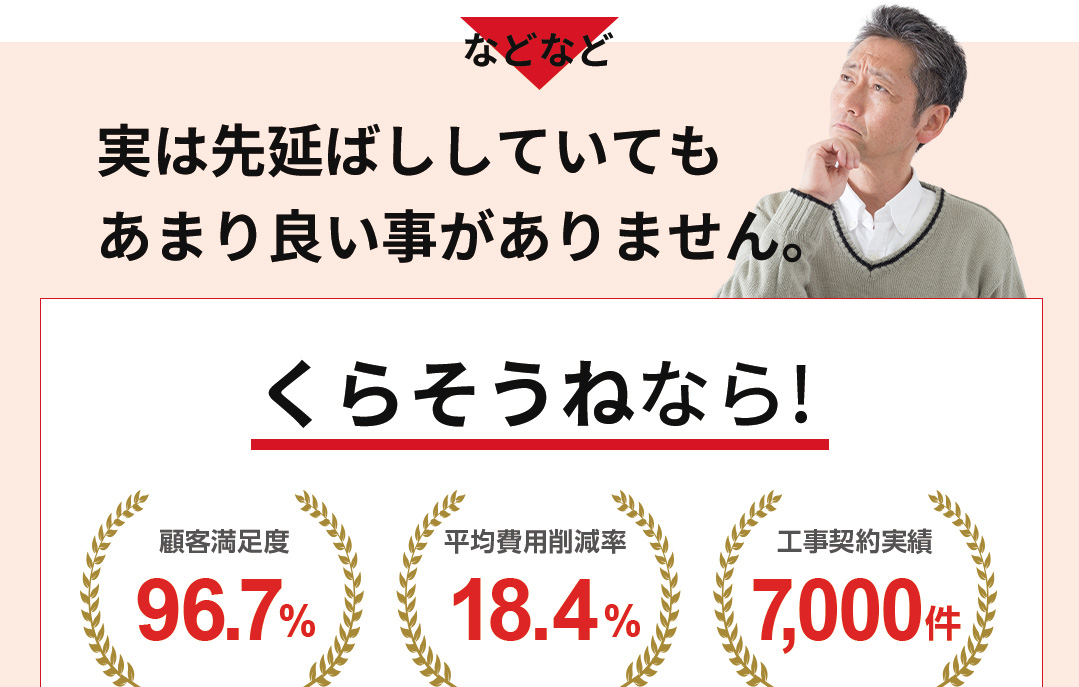 などなど
実は先延ばししていても
あまり良い事がありません。
くらそうねなら!
顧客満足度
96.7%
平均費用削減率
18.4%
工事契約実績
7,000件